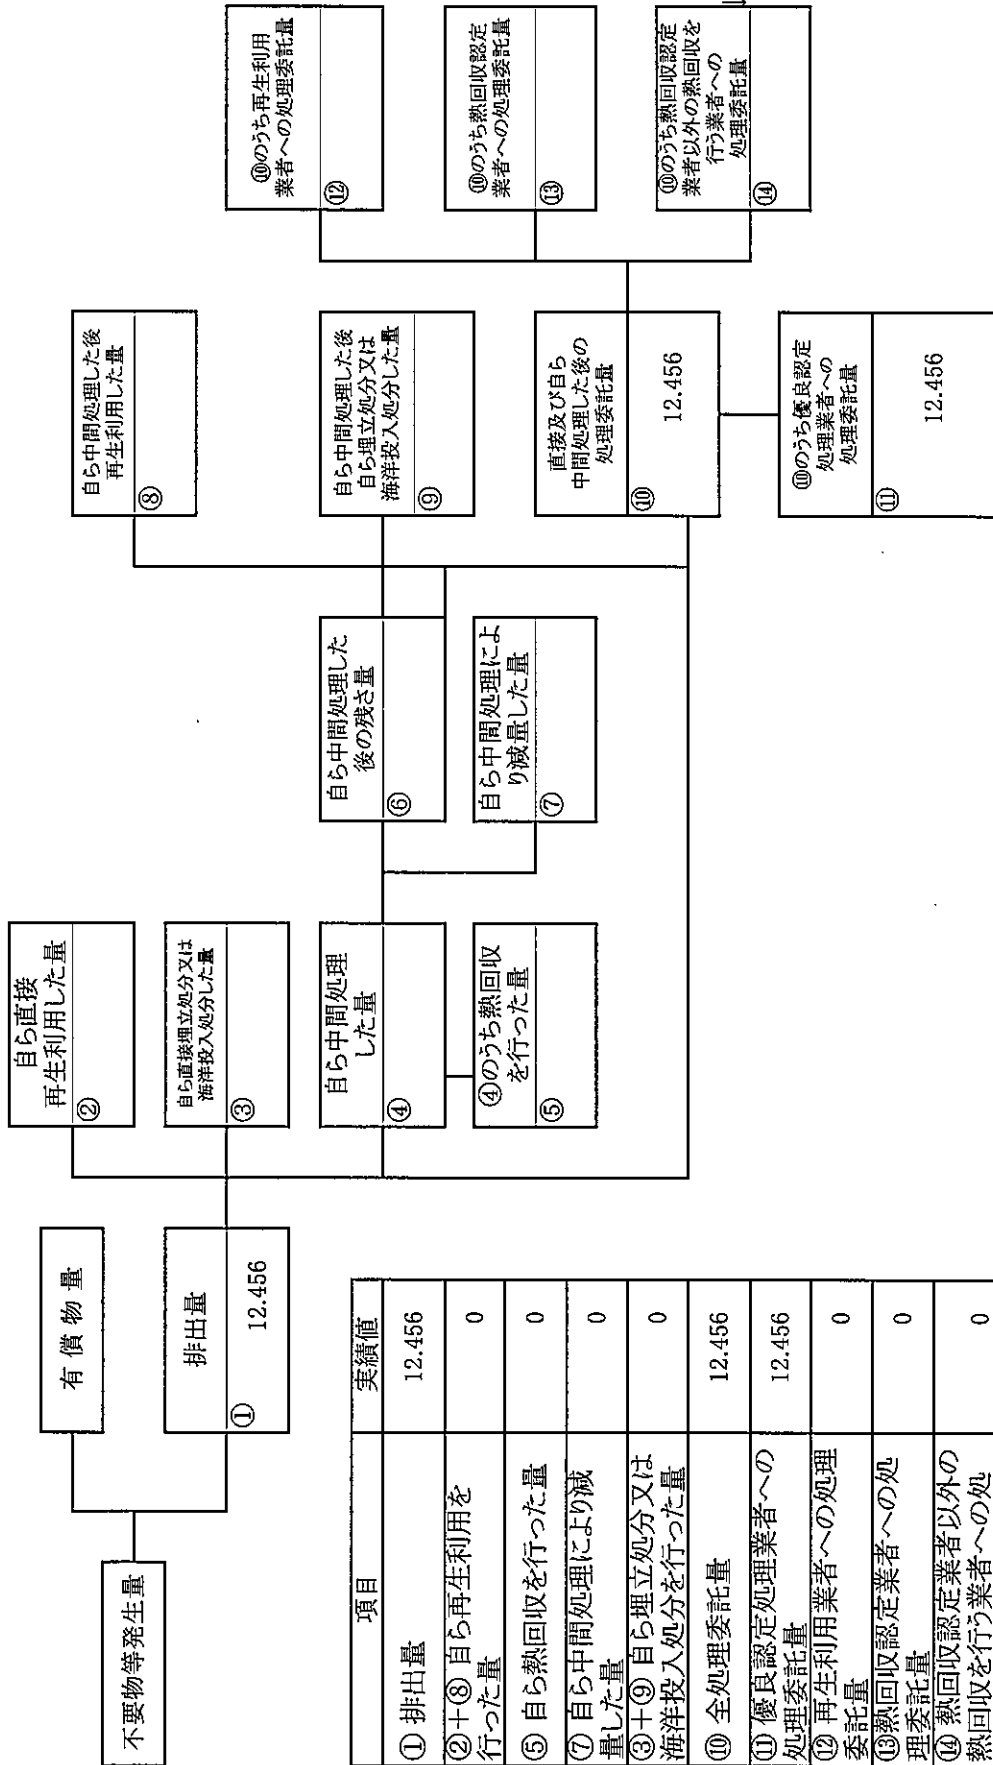 不要物等発生量
有償物量
排出量
①
12.456
自ら直接
再生利用した量
②
自ら直接埋立処分又は
海洋投入処分した量
③
自ら中間処理
した量
④
④のうち熱回収
を行った量
⑤
自ら中間処理した
後の残さ量
⑥
自ら中間処理によ
り減量した量
⑦
自ら中間処理した後
再生利用した量
⑧
自ら中間処理した後
自ら埋立処分又は
海洋投入処分した量
⑨
直接及び自ら
中間処理した後の
処理委託量
⑩
12.456
⑩のうち優良認定
処理業者への
処理委託量
⑪
12.456
⑩のうち再生利用
業者への処理委託量
⑫
⑩のうち熱回収認定
業者への処理委託量
⑬
⑩のうち熱回収認定
業者以外の熱回収を
行う業者への
処理委託量
⑭
項目 実績値
①排出量 12.456
②+⑧ 自ら再生利用を
行った量 0
⑤ 自ら熱回収を行った量 0
⑦ 自ら中間処理により減
量した量 0
③+⑨ 自ら埋立処分又は
海洋投入処分を行った量 0
⑩ 全処理委託量 12.456
⑪ 優良認定処理業者への
処理委託量 12.456
⑫ 再生利用業者への処理
委託量 0
⑬熱回収認定業者への処
理委託量 0
⑭ 熱回収認定業者以外の
熱回収を行う業者への処 0